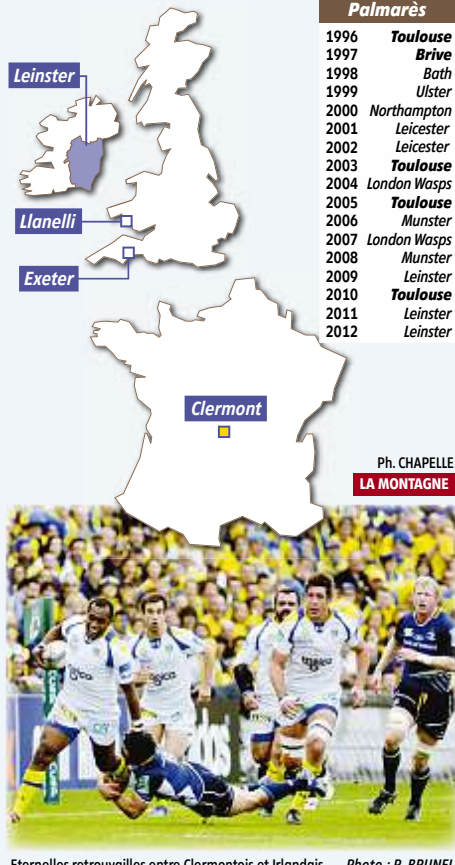 Palmarès
1996 Toulouse
1997 Brive
1998 Bath
1999 Ulster
2000 Northampton
2001 Leicester
2002 Leicester
2003 Toulouse
2004 London Wasps
2005 Toulouse
2006 Munster
2007 London Wasps
2008 Munster
2009 Leinster
2010 Toulouse
2011 Leinster
2012 Leinster
Leinster
Llanelli
Exeter
Clermont
Ph. CHAPELLE
LA MONTAGNE